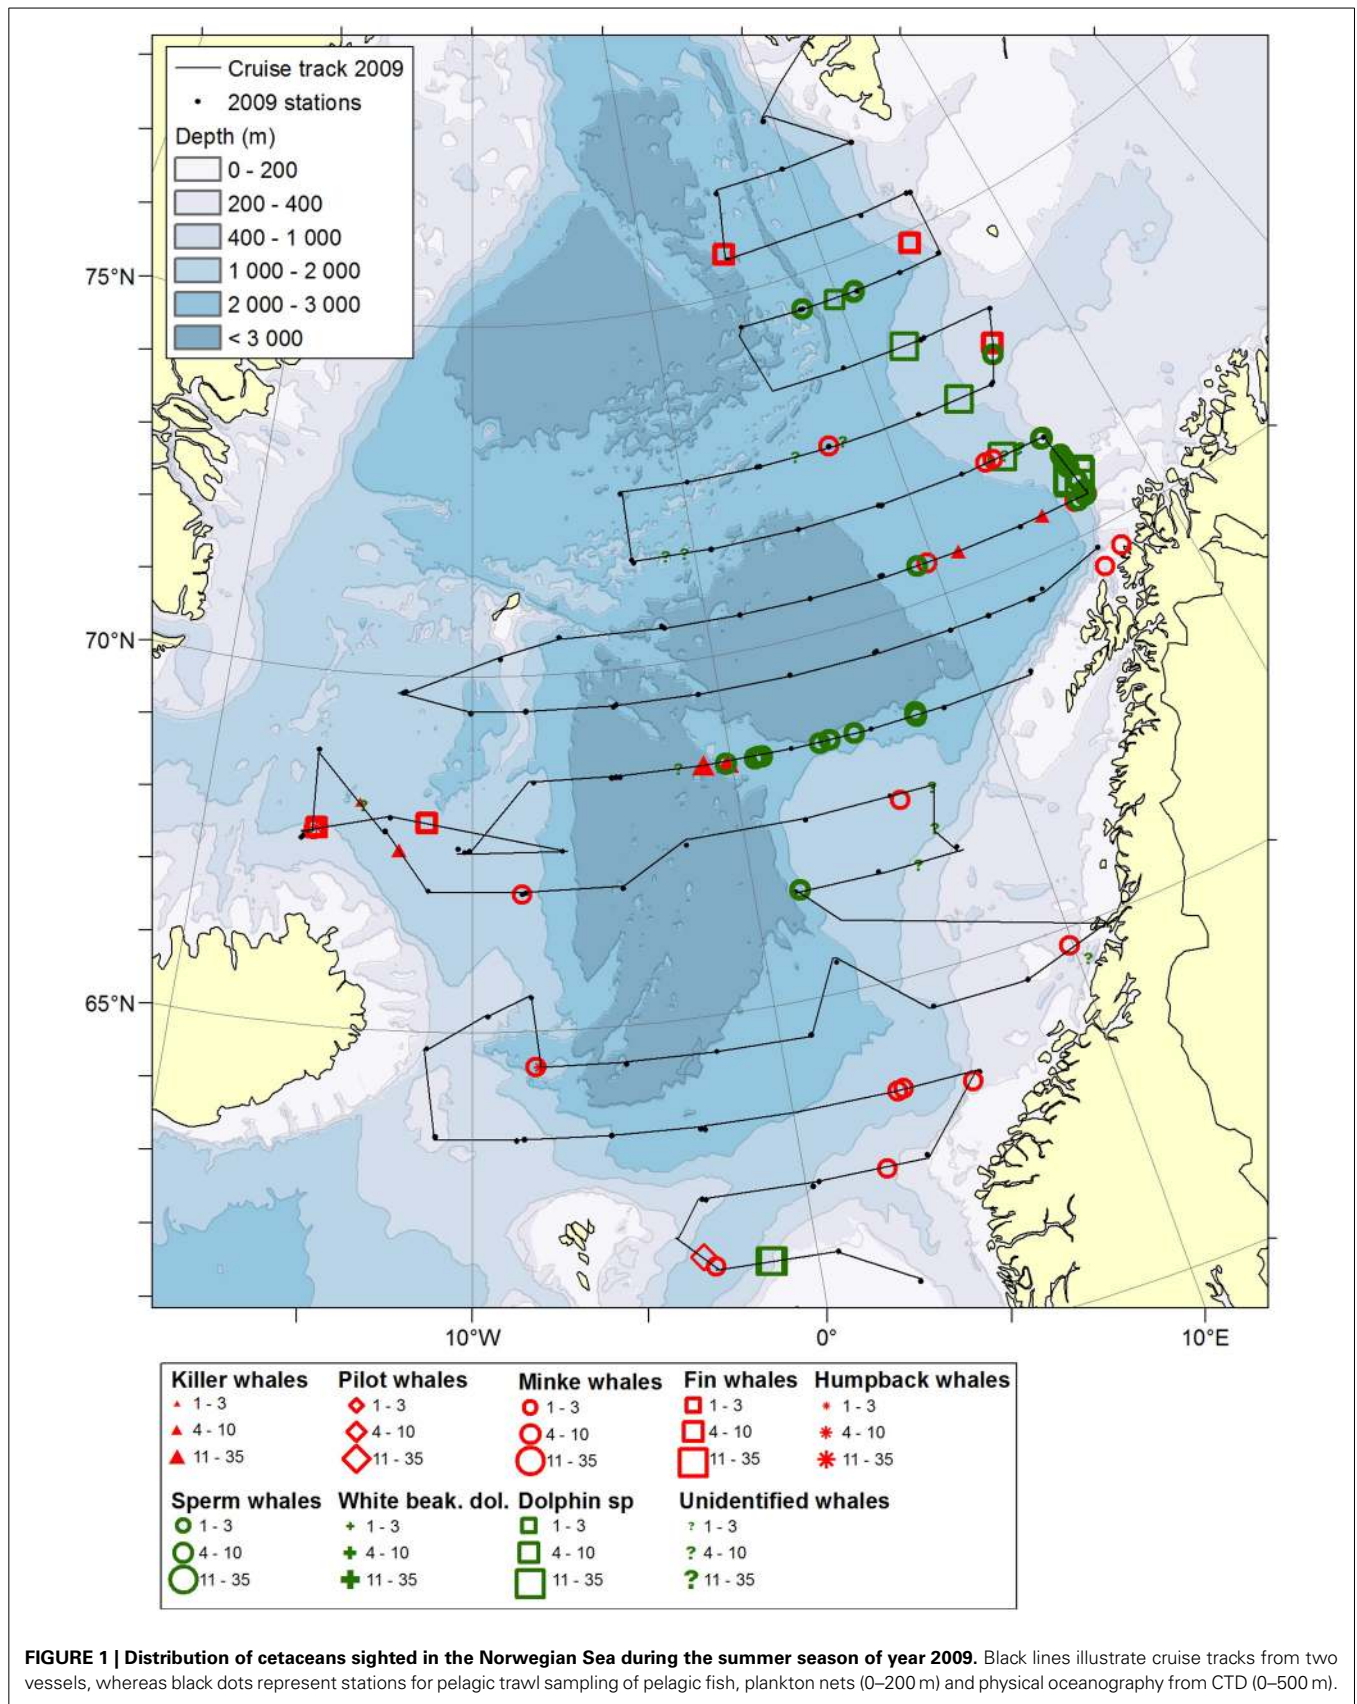 Cruise track 2009
2009 stations
Depth (m)
0 - 200
200 - 400
400 - 1 000
1 000 - 2 000
2 000 - 3 000
< 3 000
75°N
70°N
65°N
10°W 0° 10°E
Killer whales Pilot whales Minke whales Fin whales Humpback whales
1 - 3 1 - 3 1 - 3 1 - 3 1 - 3
4 - 10 4 - 10 4 - 10 4 - 10 4 - 10
11 - 35 11 - 35 11 - 35 11 - 35 11 - 35
Sperm whales White beak. dol. Dolphin sp Unidentified whales
1 - 3 1 - 3 1 - 3 ? 1 - 3
4 - 10 4 - 10 4 - 10 ? 4 - 10
11 - 35 11 - 35 11 - 35 ? 11 - 35
FIGURE 1 | Distribution of cetaceans sighted in the Norwegian Sea during the summer season of year 2009. Black lines illustrate cruise tracks from two
vessels, whereas black dots represent stations for pelagic trawl sampling of pelagic fish, plankton nets (0–200 m) and physical oceanography from CTD (0–500 m).